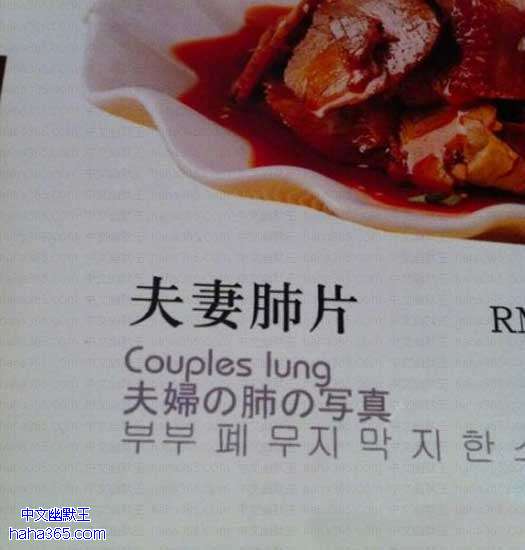 夫妻肺片
RM
Couples lung
夫婦の肺の写真
부부 폐 무지 막 지 한
中文幽默王
haha365.com